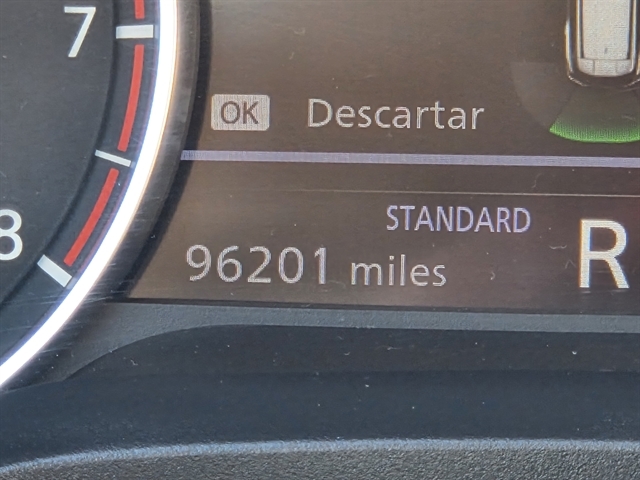 7
OK Descartar
STANDARD
8
96201 miles
R